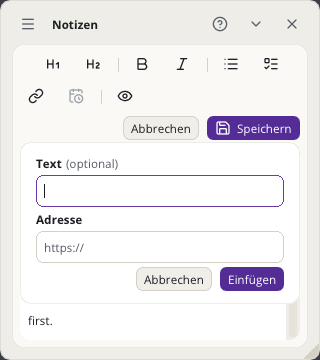 Notizen
H1 H2 B I
Abbrechen Speichern
Text (optional)
Adresse
https://
Abbrechen Einfügen
first.